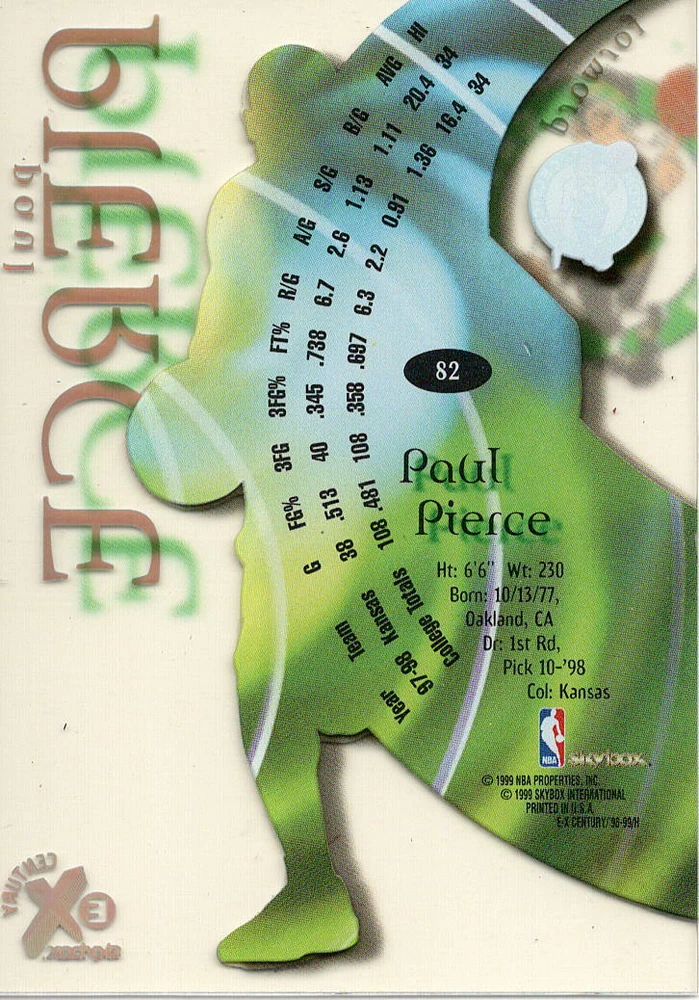 PIERCE
paul
forward
Year Team G FG% 3FG 3FG% FT% R/G A/G S/G B/G AVG HI
97-98 Kansas 38 .513 40 .345 .738 6.7 2.6 1.13 1.11 20.4 34
College Totals 108 .481 108 .358 .697 6.3 2.2 0.91 1.36 16.4 34
82
Paul
Pierce
Ht: 6'6" Wt: 230
Born: 10/13/77,
Oakland, CA
Dr: 1st Rd,
Pick 10-'98
Col: Kansas
NBA
skybox
© 1999 NBA PROPERTIES, INC.
© 1999 SKYBOX INTERNATIONAL
PRINTED IN U.S.A.
E-X CENTURY/'98-99/H
E X
CENTURY
skybox